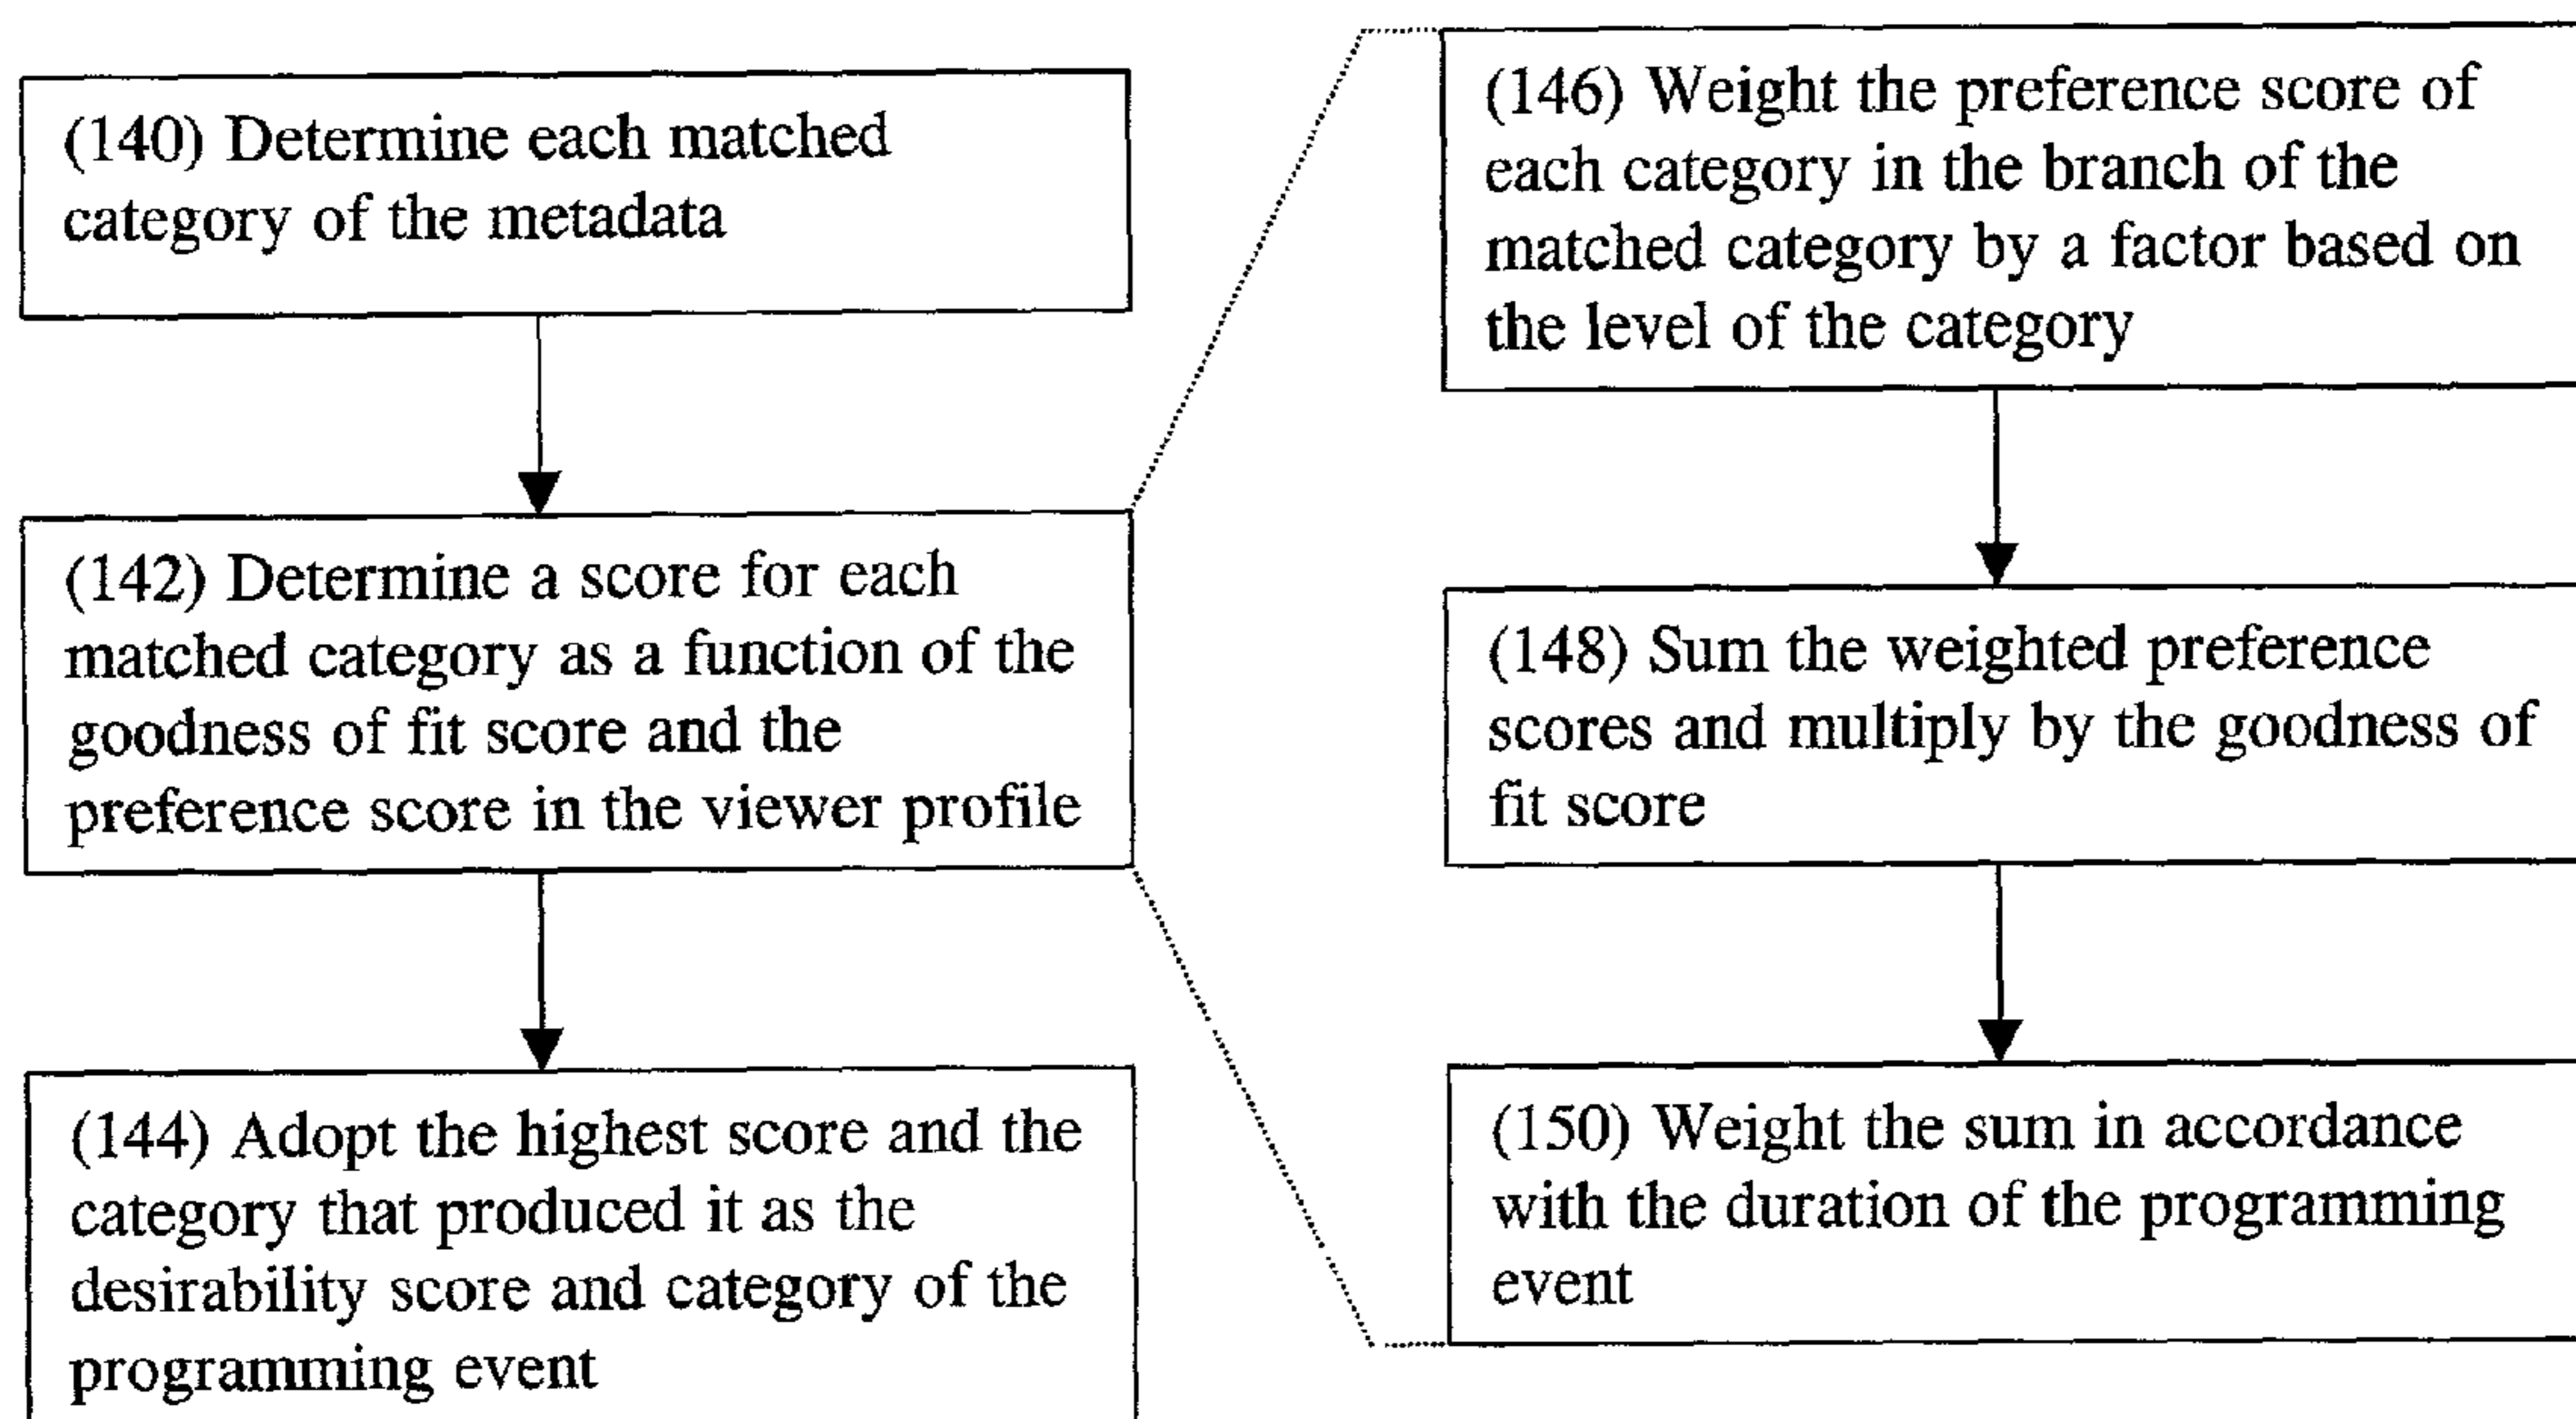 (140) Determine each matched
category of the metadata
(142) Determine a score for each
matched category as a function of the
goodness of fit score and the
preference score in the viewer profile
(144) Adopt the highest score and the
category that produced it as the
desirability score and category of the
programming event
(146) Weight the preference score of
each category in the branch of the
matched category by a factor based on
the level of the category
(148) Sum the weighted preference
scores and multiply by the goodness of
fit score
(150) Weight the sum in accordance
with the duration of the programming
event